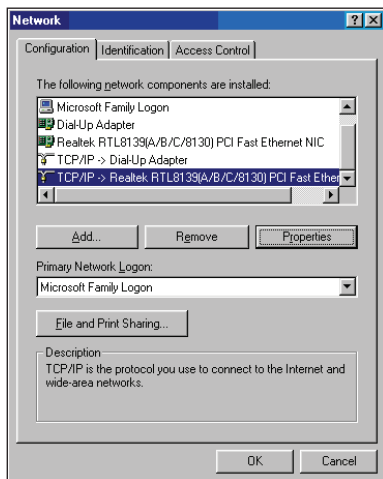 Network
Configuration Identification Access Control
The following network components are installed:
Microsoft Family Logon
Dial-Up Adapter
Realtek RTL8139(A/B/C/8130) PCI Fast Ethernet NIC
TCP/IP -> Dial-Up Adapter
TCP/IP -> Realtek RTL8139(A/B/C/8130) PCI Fast Ether
Add... Remove Properties
Primary Network Logon:
Microsoft Family Logon
File and Print Sharing...
Description
TCP/IP is the protocol you use to connect to the Internet and
wide-area networks.
OK Cancel